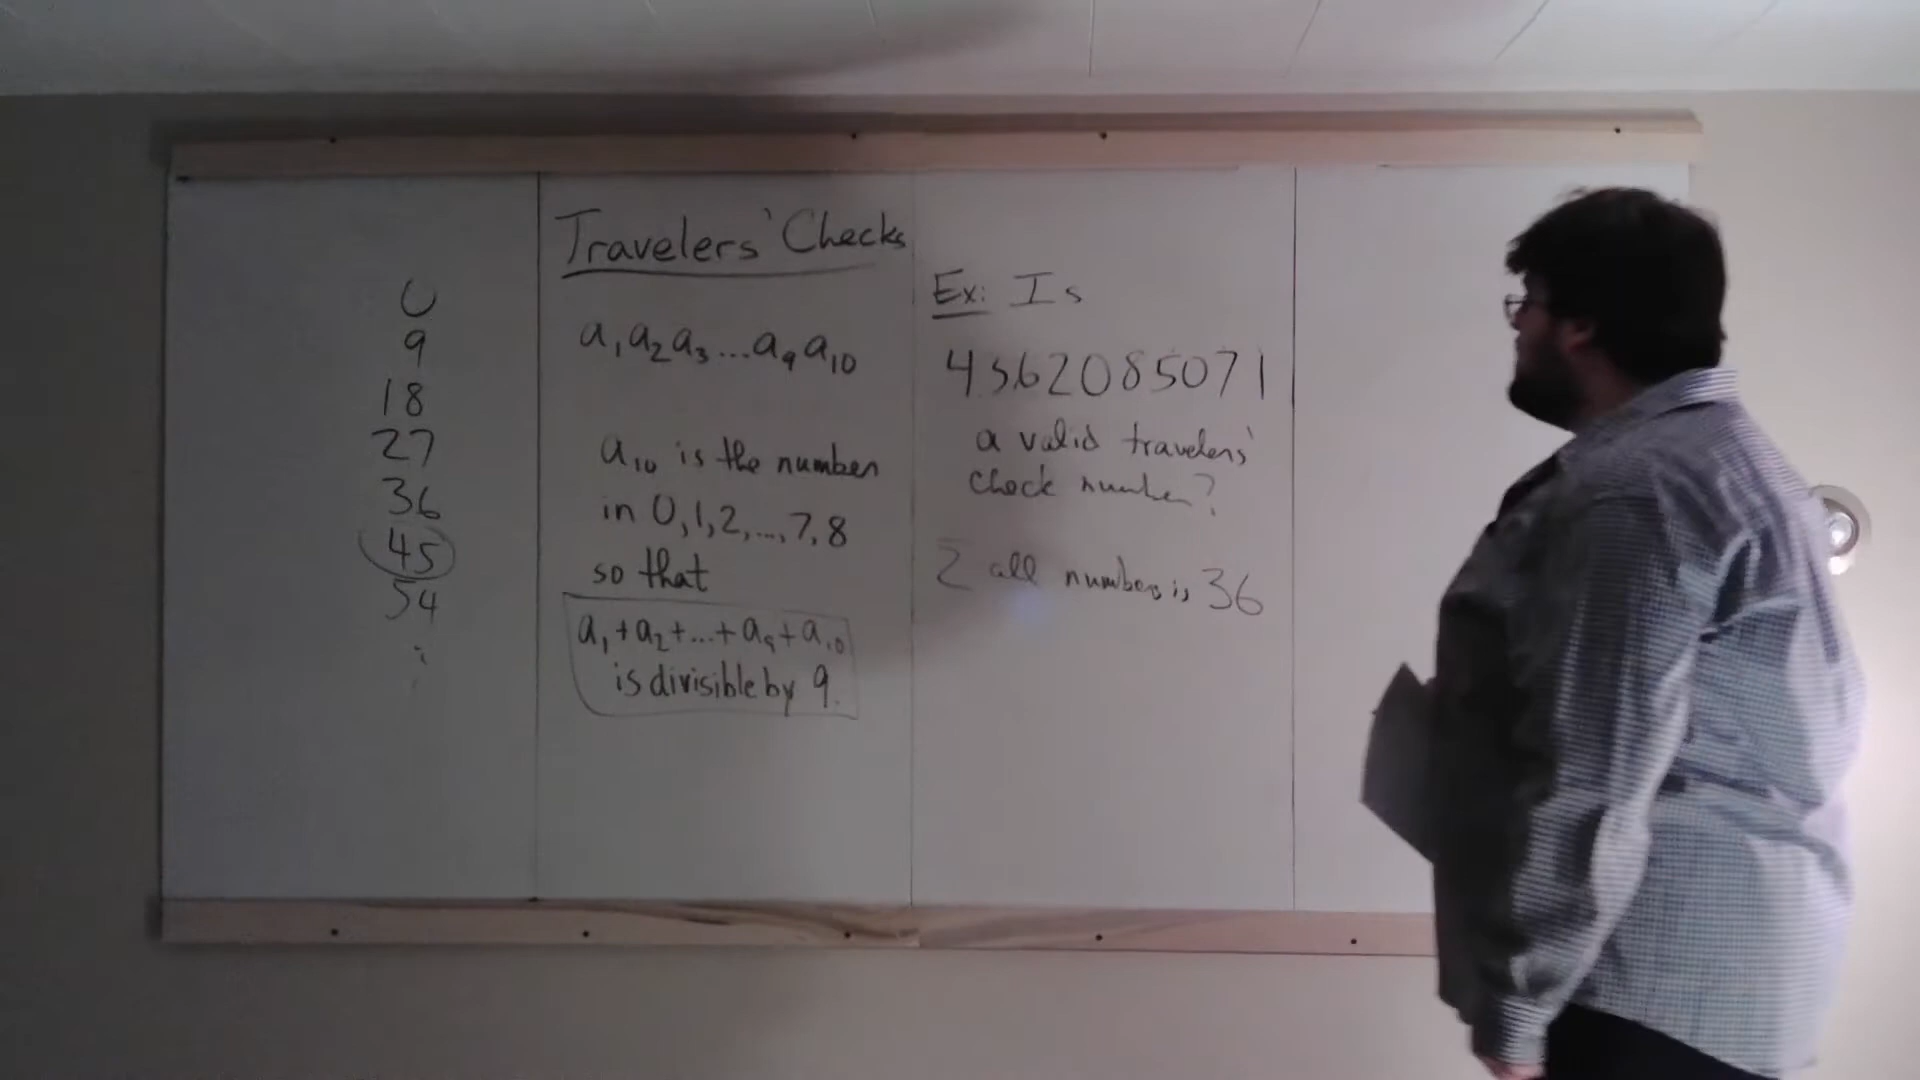 0
9
18
27
36
45
54
⋮
Travelers' Checks
a₁a₂a₃...a₉a₁₀
a₁₀ is the number
in 0,1,2,...,7,8
so that
a₁+a₂+...+a₉+a₁₀
is divisible by 9.
Ex: Is
4362085071
a valid travelers'
check number?
Σ all numbers is 36